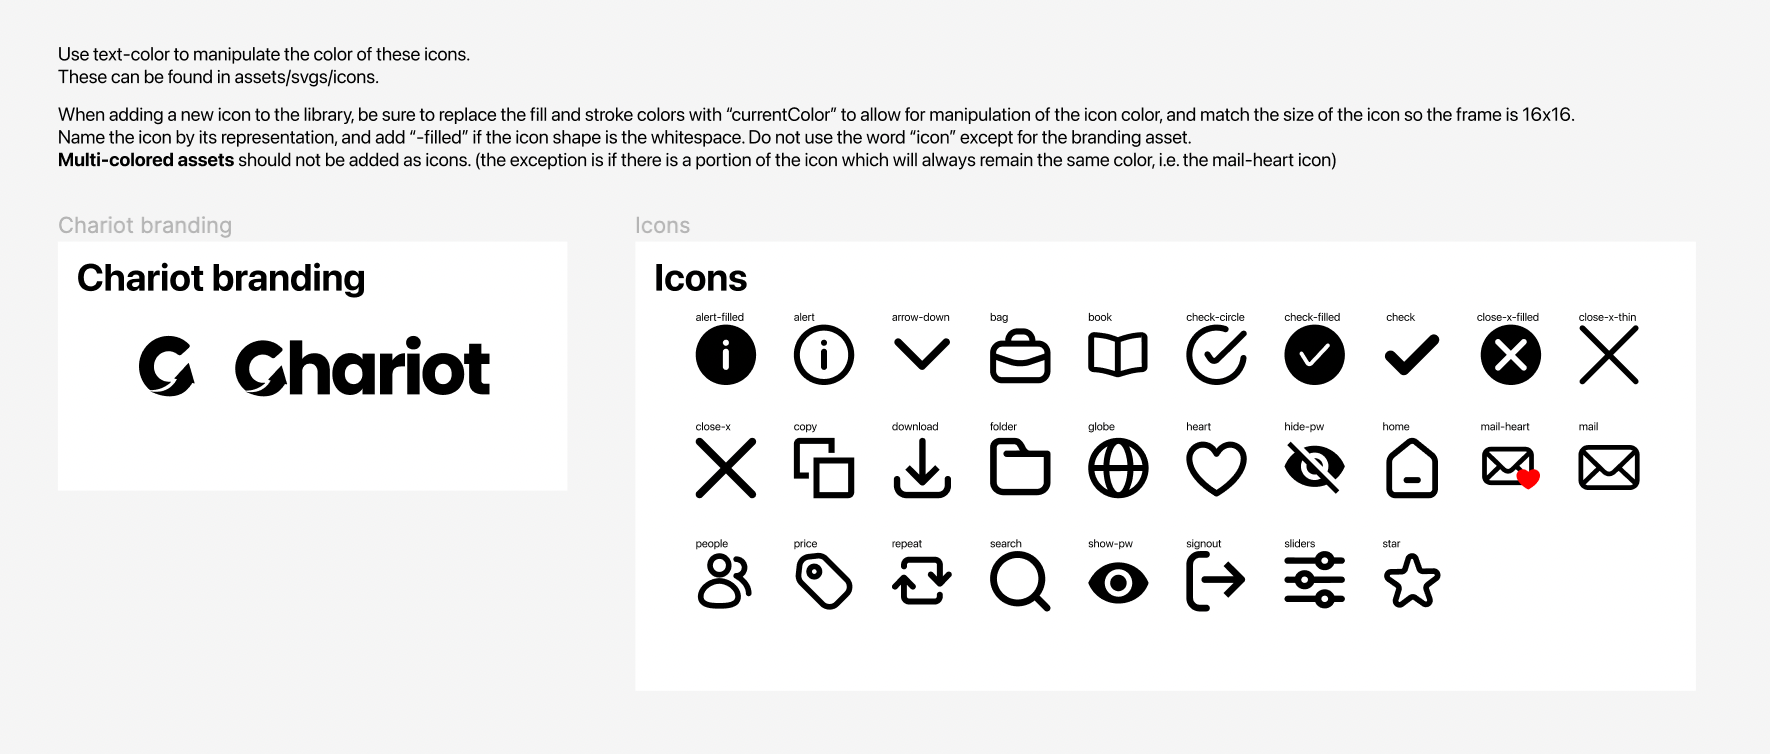 Use text-color to manipulate the color of these icons.
These can be found in assets/svgs/icons.
When adding a new icon to the library, be sure to replace the fill and stroke colors with “currentColor” to allow for manipulation of the icon color, and match the size of the icon so the frame is 16x16.
Name the icon by its representation, and add “-filled” if the icon shape is the whitespace. Do not use the word “icon” except for the branding asset.
Multi-colored assets should not be added as icons. (the exception is if there is a portion of the icon which will always remain the same color, i.e. the mail-heart icon)
Chariot branding
Chariot branding
Chariot
Icons
Icons
alert-filled alert arrow-down bag book check-circle check-filled check close-x-filled close-x-thin
close-x copy download folder globe heart hide-pw home mail-heart mail
people price repeat search show-pw signout sliders star